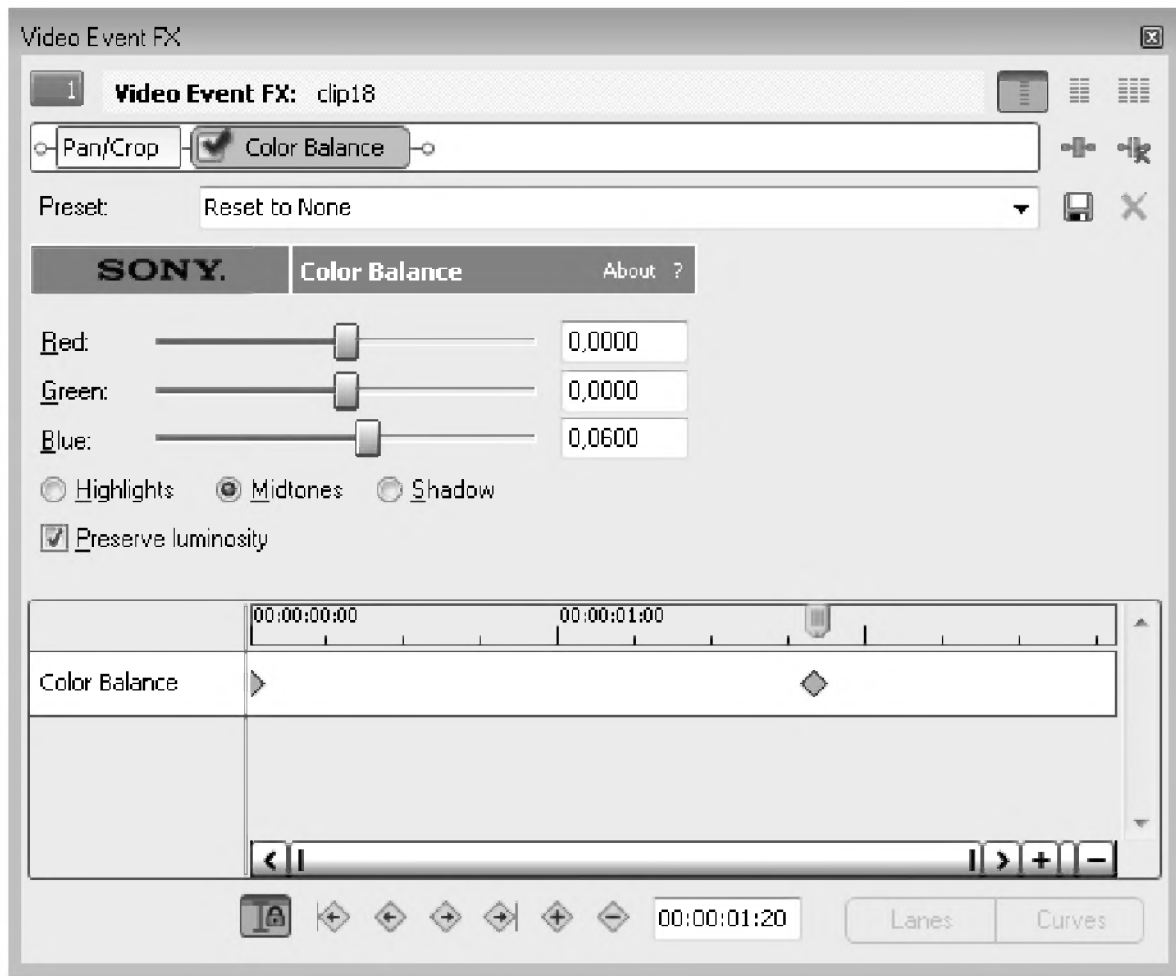 Video Event FX
1 Video Event FX: clip18
Pan/Crop Color Balance
Preset: Reset to None
SONY. Color Balance About ?
Red: 0,0000
Green: 0,0000
Blue: 0,0600
Highlights Midtones Shadow
Preserve luminosity
00:00:00:00 00:00:01:00
Color Balance
00:00:01:20 Lanes Curves